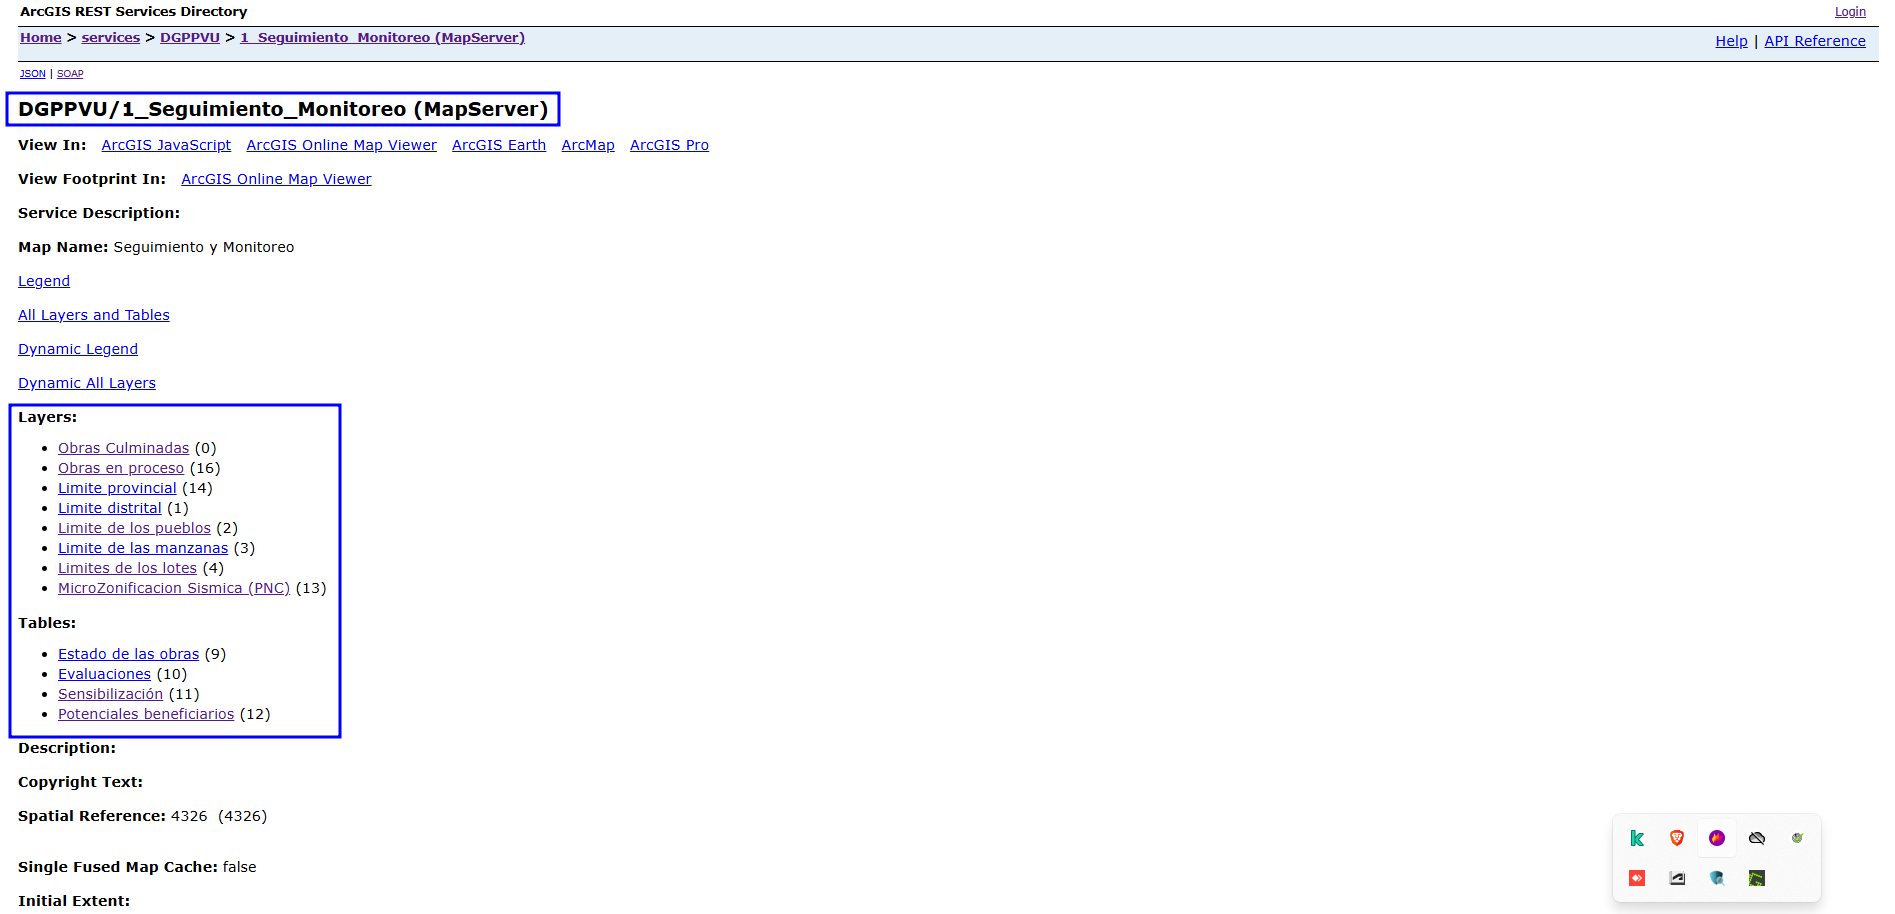 ArcGIS REST Services Directory
Login
Home > services > DGPPVU > 1_Seguimiento_Monitoreo (MapServer)
Help | API Reference
JSON | SOAP
DGPPVU/1_Seguimiento_Monitoreo (MapServer)
View In: ArcGIS JavaScript ArcGIS Online Map Viewer ArcGIS Earth ArcMap ArcGIS Pro
View Footprint In: ArcGIS Online Map Viewer
Service Description:
Map Name: Seguimiento y Monitoreo
Legend
All Layers and Tables
Dynamic Legend
Dynamic All Layers
Layers:
• Obras Culminadas (0)
• Obras en proceso (16)
• Limite provincial (14)
• Limite distrital (1)
• Limite de los pueblos (2)
• Limite de las manzanas (3)
• Limites de los lotes (4)
• MicroZonificacion Sismica (PNC) (13)
Tables:
• Estado de las obras (9)
• Evaluaciones (10)
• Sensibilización (11)
• Potenciales beneficiarios (12)
Description:
Copyright Text:
Spatial Reference: 4326 (4326)
Single Fused Map Cache: false
Initial Extent: